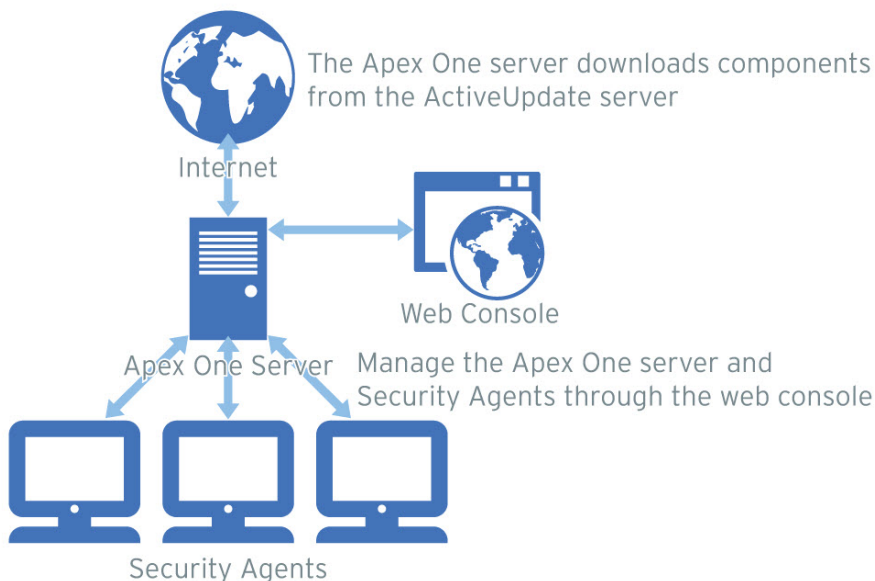 The Apex One server downloads components
from the ActiveUpdate server
Internet
Web Console
Apex One Server
Manage the Apex One server and
Security Agents through the web console
Security Agents